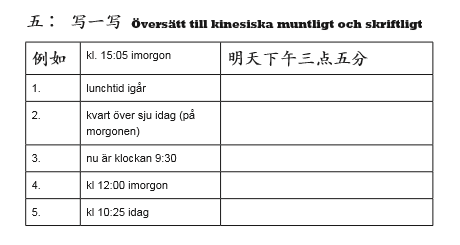 五： 写一写 Översätt till kinesiska muntligt och skriftligt
例如 kl. 15:05 imorgon 明天下午三点五分
1. lunchtid igår
2. kvart över sju idag (på
morgonen)
3. nu är klockan 9:30
4. kl 12:00 imorgon
5. kl 10:25 idag